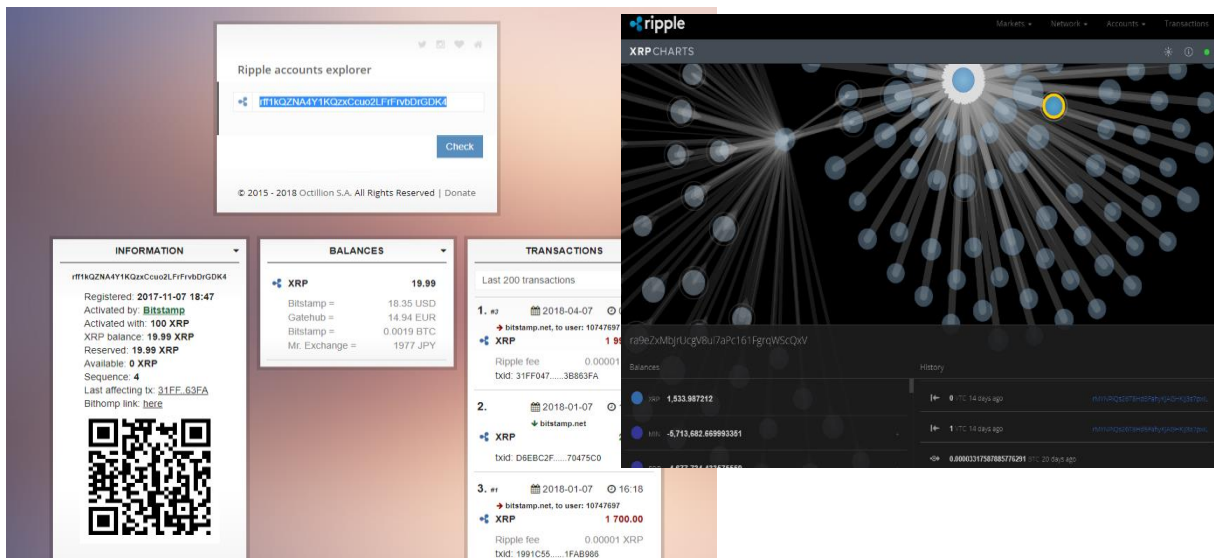 Ripple accounts explorer
rff1kQZNA4Y1KQzxCcuo2LFrFrvbDrGDK4
Check
© 2015 - 2018 Octillion S.A. All Rights Reserved | Donate
INFORMATION
rff1kQZNA4Y1KQzxCcuo2LFrFrvbDrGDK4
Registered: 2017-11-07 18:47
Activated by: Bitstamp
Activated with: 100 XRP
XRP balance: 19.99 XRP
Reserved: 19.99 XRP
Available: 0 XRP
Sequence: 4
Last affecting tx: 31FF..63FA
Bithomp link: here
BALANCES
XRP 19.99
Bitstamp = 18.35 USD
Gatehub = 14.94 EUR
Bitstamp = 0.0019 BTC
Mr. Exchange = 1977 JPY
TRANSACTIONS
Last 200 transactions
1. #3 2018-04-07
bitstamp.net, to user: 10747697
XRP
Ripple fee 0.00001
txid: 31FF047......3B863FA
2. 2018-01-07
bitstamp.net
XRP
txid: D6EBC2F......70475C0
3. #1 2018-01-07 16:18
bitstamp.net, to user: 10747697
XRP 1 700.00
Ripple fee 0.00001 XRP
txid: 1991C55......1FAB986
ripple
Markets Network Accounts Transactions
XRPCHARTS
ra9eZxMbjrUcgV8ui7aPc161FgrqWScQxV
Balances
XRP 1,533.987212
MIN -5,713,682.669993351
History
0 VTC 14 days ago
1 VTC 14 days ago
0.00003317587885776291 BTC 20 days ago